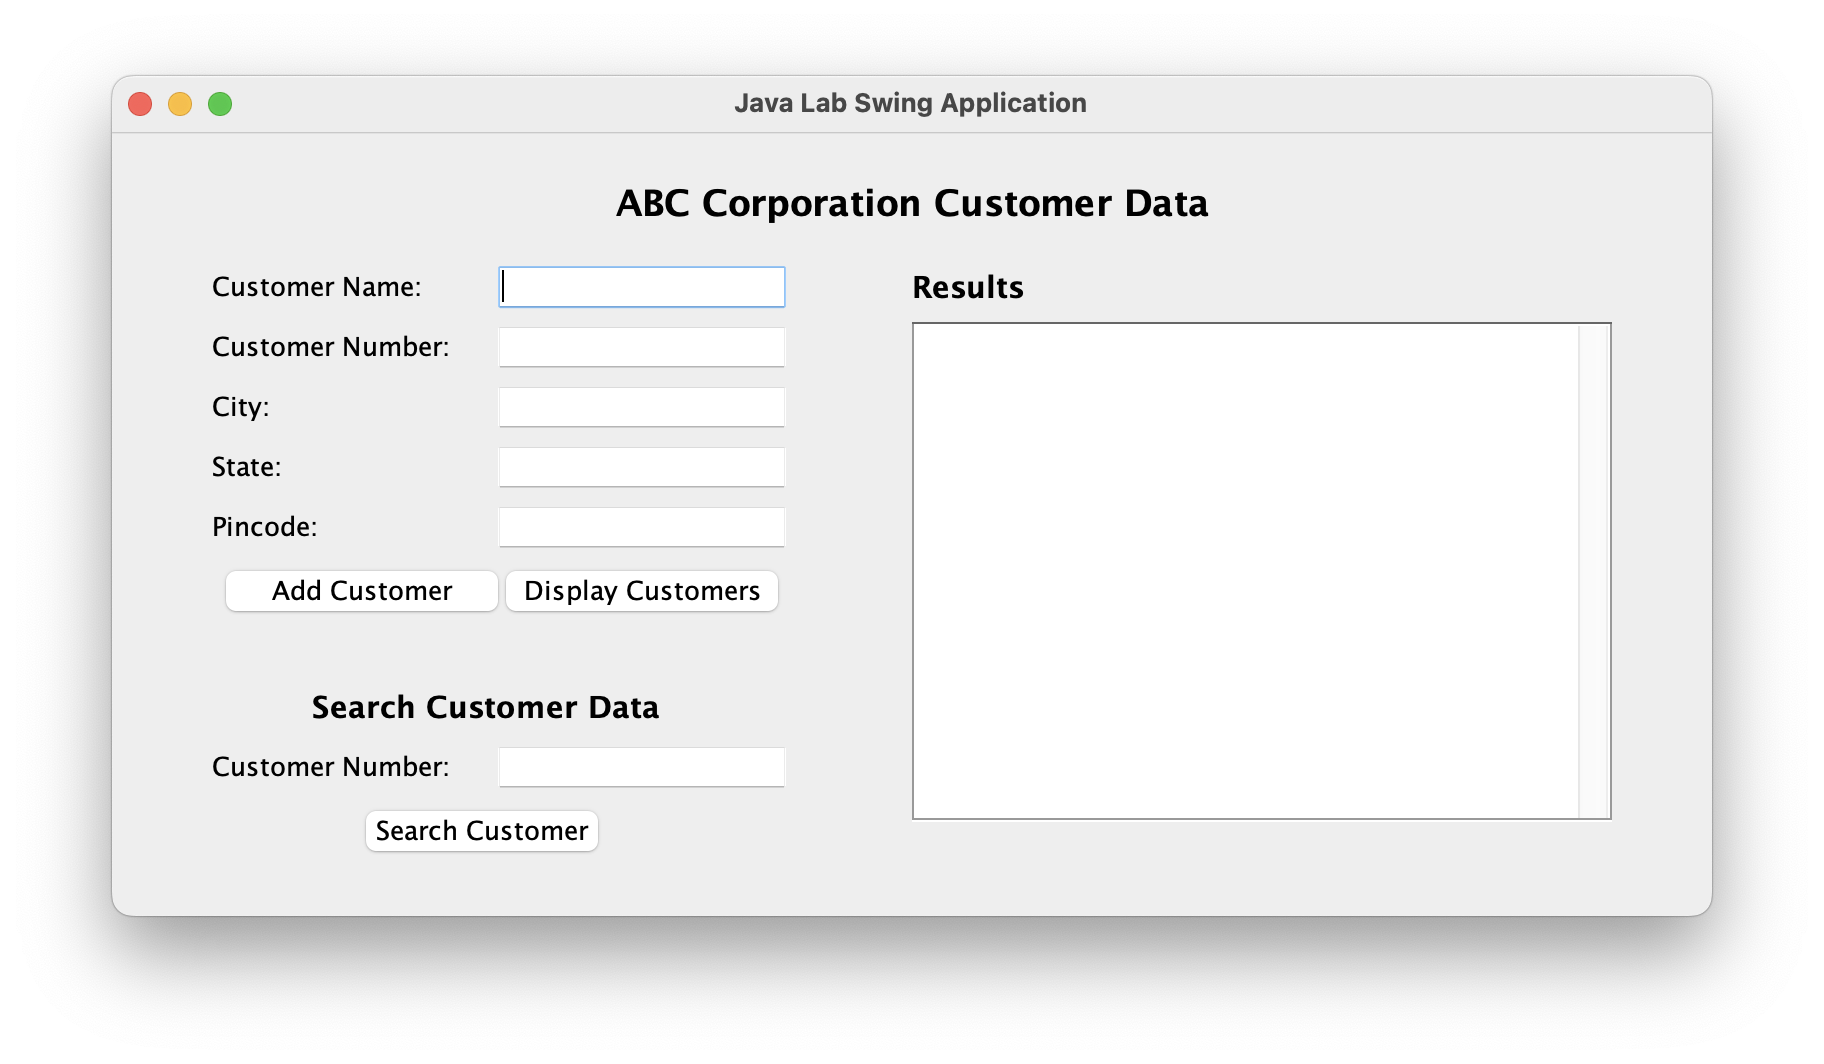 Java Lab Swing Application
ABC Corporation Customer Data
Customer Name:
Customer Number:
City:
State:
Pincode:
Add Customer
Display Customers
Search Customer Data
Customer Number:
Search Customer
Results